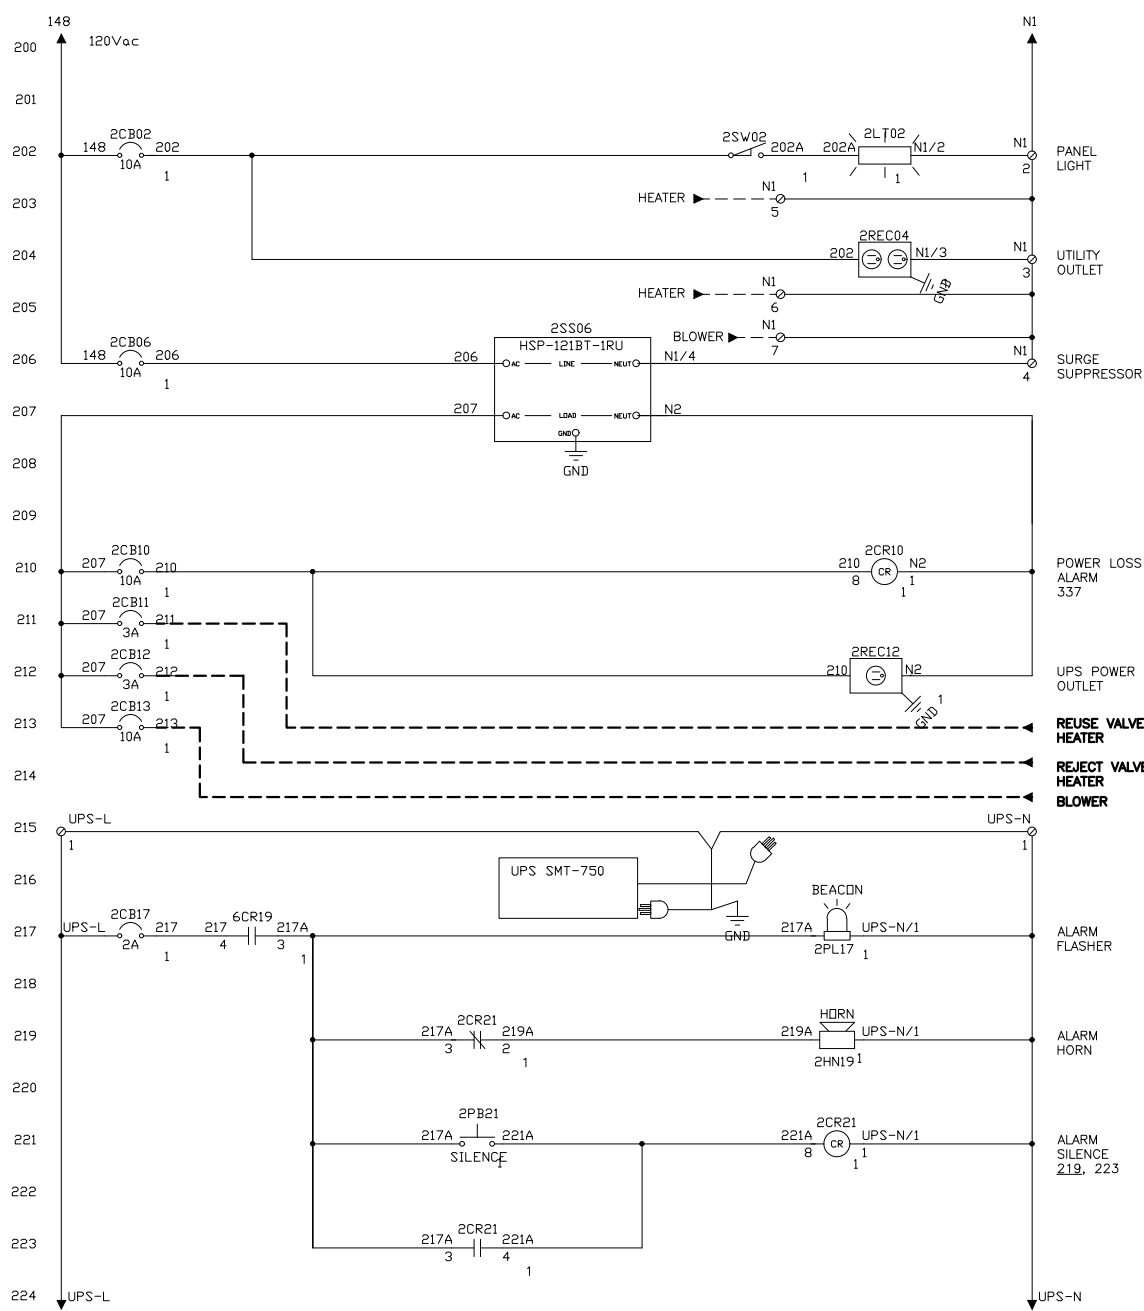 148 N1
200 120Vac
201
2CB02 2SW02 2LT02
202 148 202 202A 202A N1/2 N1 PANEL
10A 2 LIGHT
1 1 1
203 HEATER N1
5
2REC04
204 202 N1/3 N1 UTILITY
3 OUTLET
GND
205 HEATER N1
6
2SS06 BLOWER N1
2CB06 HSP-121BT-1RU 7
206 148 206 206 AC LINE NEUT N1/4 N1 SURGE
10A 4 SUPPRESSOR
1
207 207 AC LOAD NEUT N2
GND
208 GND
209
2CB10 2CR10
210 207 210 210 CR N2 POWER LOSS
10A 8 1 ALARM
1 1 337
2CB11
211 207 211
3A
1
2CB12 2REC12
212 207 212 210 N2 UPS POWER
3A OUTLET
1 1
2CB13 GND
213 207 213 REUSE VALVE
10A HEATER
1
214 REJECT VALVE
HEATER
BLOWER
UPS-L UPS-N
215
1 1
216 UPS SMT-750
BEACON
2CB17 6CR19
217 UPS-L 217 217 217A 217A UPS-N/1 ALARM
2A 4 3 GND 2PL17 1 FLASHER
1 1
218
HORN
2CR21
219 217A 219A 219A UPS-N/1 ALARM
3 2 HORN
1 2HN19 1
220
2PB21 2CR21
221 217A 221A 221A CR UPS-N/1 ALARM
SILENCE 8 1 SILENCE
1 1 219, 223
222
2CR21
223 217A 221A
3 4
1
224 UPS-L UPS-N